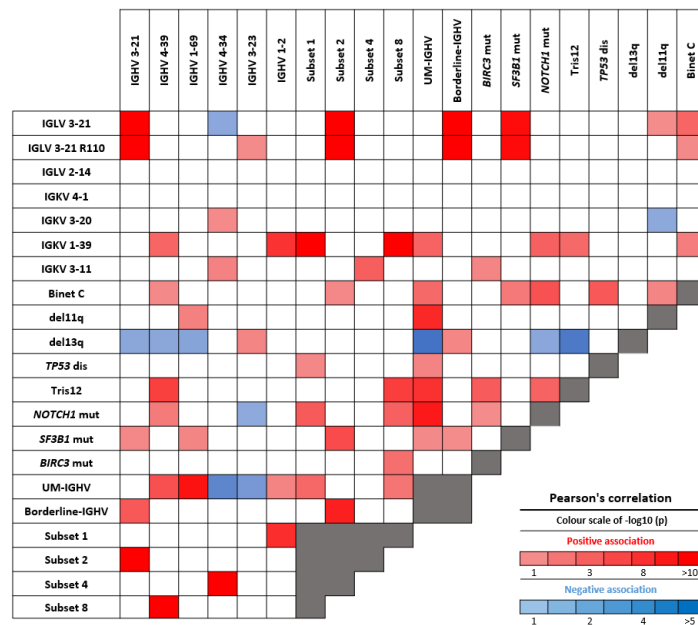 IGHV 3-21
IGHV 4-39
IGHV 1-69
IGHV 4-34
IGHV 3-23
IGHV 1-2
Subset 1
Subset 2
Subset 4
Subset 8
UM-IGHV
Borderline-IGHV
BIRC3 mut
SF3B1 mut
NOTCH1 mut
Tris12
TP53 dis
del13q
del11q
Binet C
IGLV 3-21
IGLV 3-21 R110
IGLV 2-14
IGKV 4-1
IGKV 3-20
IGKV 1-39
IGKV 3-11
Binet C
del11q
del13q
TP53 dis
Tris12
NOTCH1 mut
SF3B1 mut
BIRC3 mut
UM-IGHV
Borderline-IGHV
Subset 1
Subset 2
Subset 4
Subset 8
Pearson's correlation
Colour scale of -log10 (p)
Positive association
1 3 8 >10
Negative association
1 2 4 >5